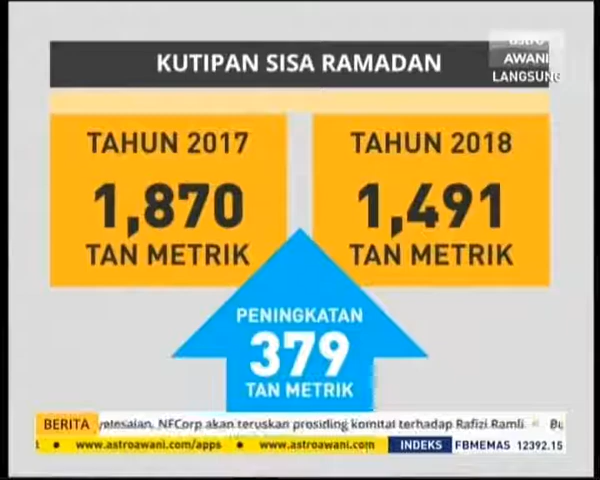 astro
AWANI
LANGSUNG
KUTIPAN SISA RAMADAN
TAHUN 2017
1,870
TAN METRIK
TAHUN 2018
1,491
TAN METRIK
PENINGKATAN
379
TAN METRIK
BERITA
NFCorp akan teruskan prosiding komital terhadap Rafizi Ramli
www.astroawani.com/apps • www.astroawani.com
INDEKS FBMEMAS 12392.15